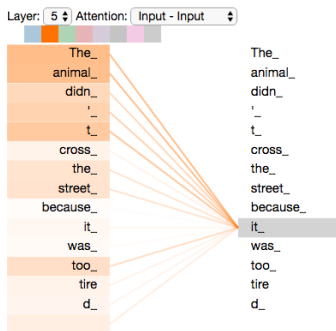 Layer: 5 Attention: Input - Input
The_ The_
animal_ animal_
didn_ didn_
'_ '_
t_ t_
cross_ cross_
the_ the_
street_ street_
because_ because_
it_ it_
was_ was_
too_ too_
tire tire
d_ d_